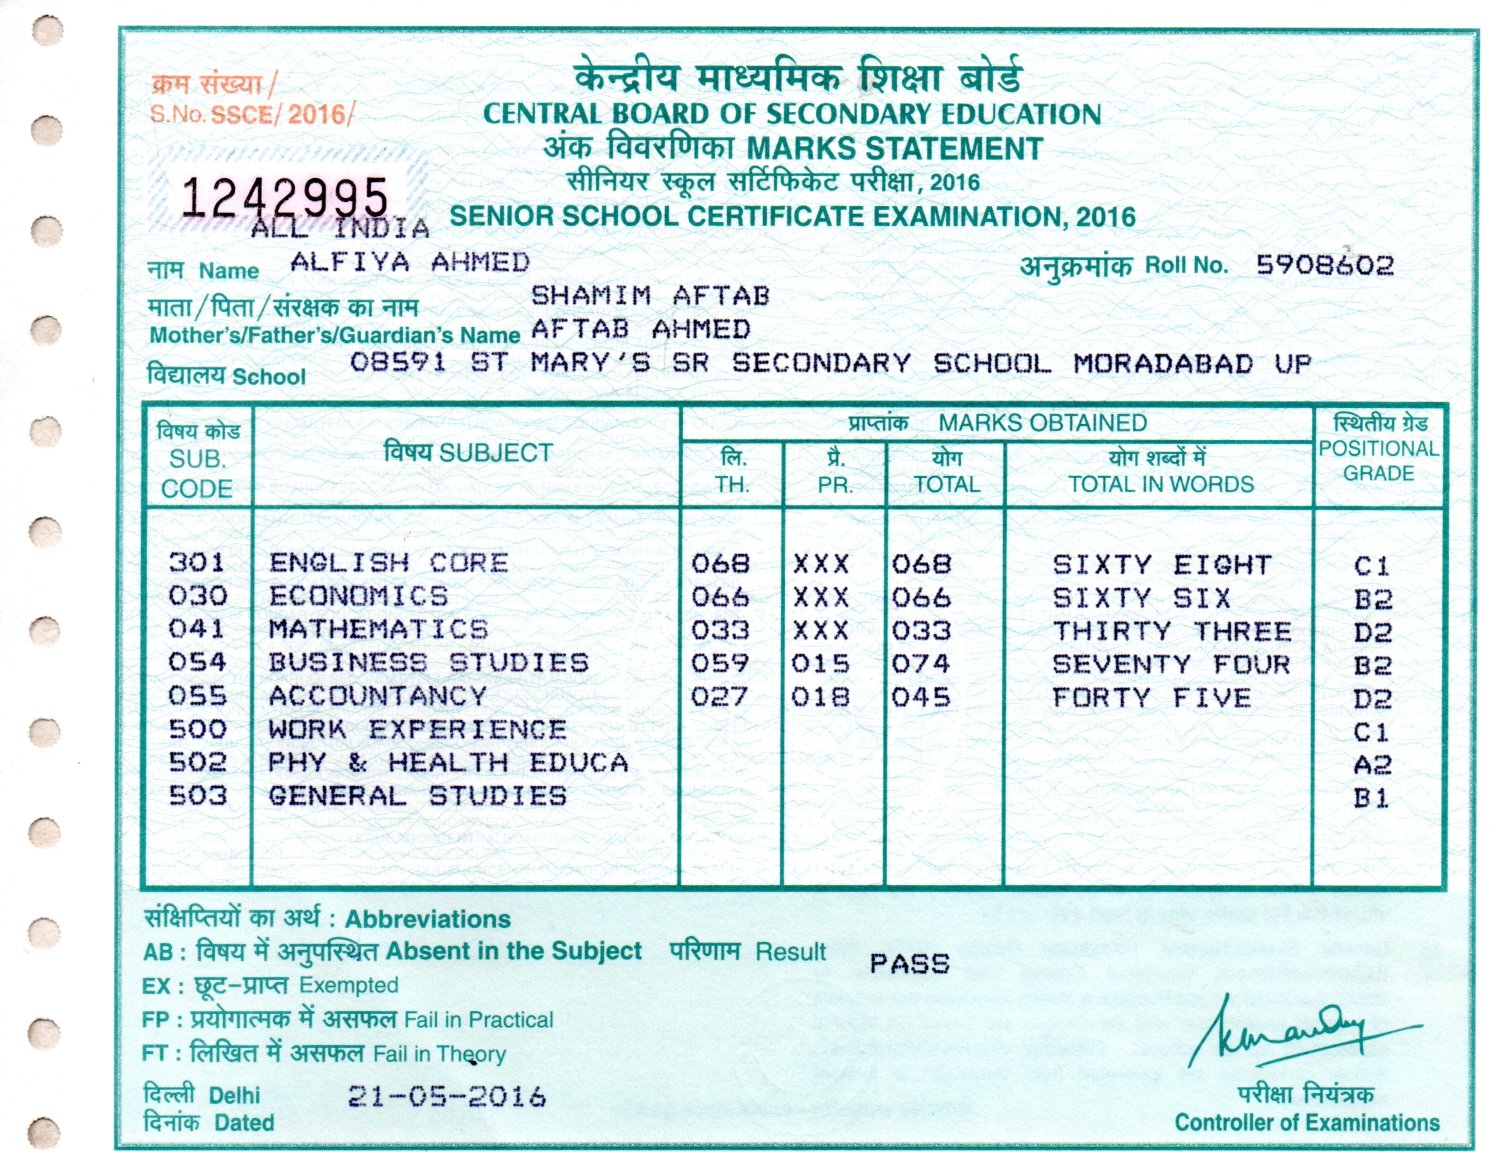 क्रम संख्या/
S.No. SSCE/ 2016/
1242995
केन्द्रीय माध्यमिक शिक्षा बोर्ड
CENTRAL BOARD OF SECONDARY EDUCATION
अंक विवरणिका MARKS STATEMENT
सीनियर स्कूल सर्टिफिकेट परीक्षा, 2016
SENIOR SCHOOL CERTIFICATE EXAMINATION, 2016
ALL INDIA
नाम Name ALFIYA AHMED अनुक्रमांक Roll No. 5908602
माता/पिता/संरक्षक का नाम SHAMIM AFTAB
Mother's/Father's/Guardian's Name AFTAB AHMED
विद्यालय School 08591 ST MARY'S SR SECONDARY SCHOOL MORADABAD UP
विषय कोड SUB. CODE विषय SUBJECT प्राप्तांक MARKS OBTAINED स्थितीय ग्रेड POSITIONAL GRADE
लि. TH. प्रै. PR. योग TOTAL योग शब्दों में TOTAL IN WORDS
301 ENGLISH CORE 068 XXX 068 SIXTY EIGHT C1
030 ECONOMICS 066 XXX 066 SIXTY SIX B2
041 MATHEMATICS 033 XXX 033 THIRTY THREE D2
054 BUSINESS STUDIES 059 015 074 SEVENTY FOUR B2
055 ACCOUNTANCY 027 018 045 FORTY FIVE D2
500 WORK EXPERIENCE C1
502 PHY & HEALTH EDUCA A2
503 GENERAL STUDIES B1
संक्षिप्तियों का अर्थ : Abbreviations
AB : विषय में अनुपस्थित Absent in the Subject परिणाम Result PASS
EX : छूट-प्राप्त Exempted
FP : प्रयोगात्मक में असफल Fail in Practical
FT : लिखित में असफल Fail in Theory
दिल्ली Delhi
दिनांक Dated 21-05-2016
परीक्षा नियंत्रक
Controller of Examinations